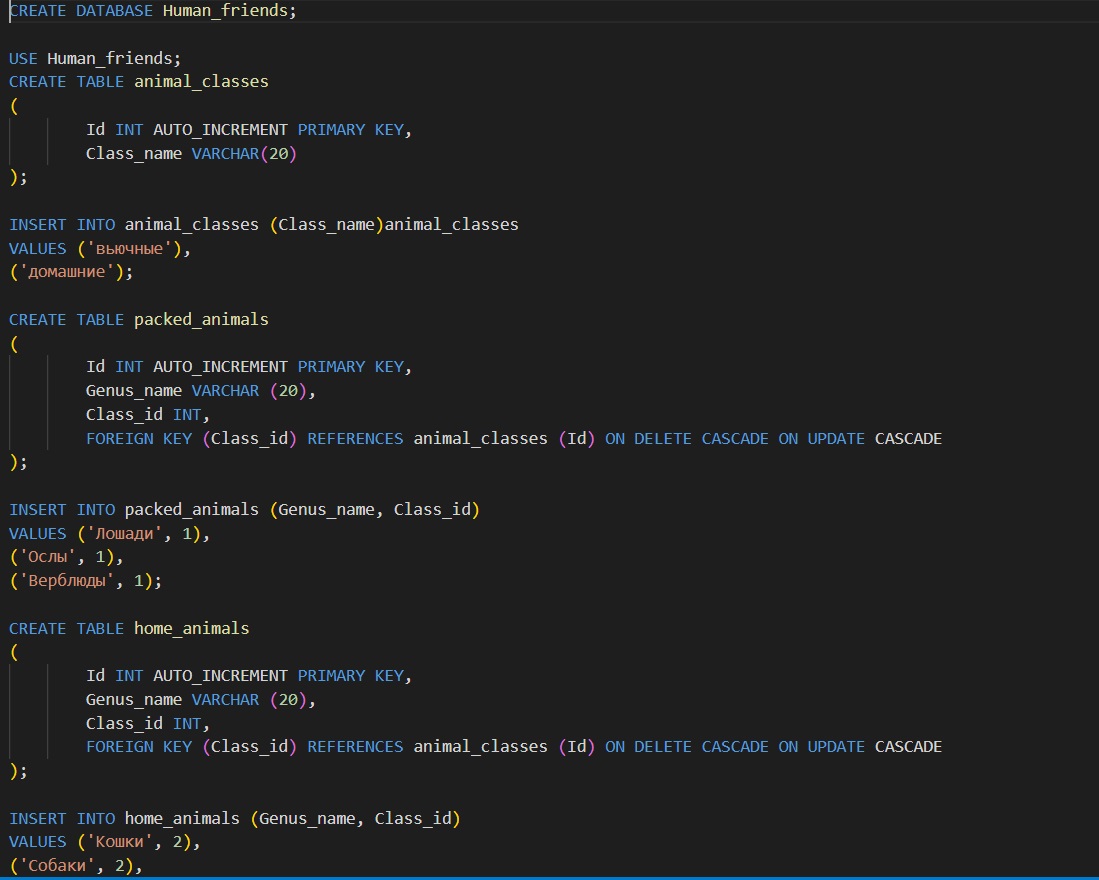 CREATE DATABASE Human_friends;
USE Human_friends;
CREATE TABLE animal_classes
(
Id INT AUTO_INCREMENT PRIMARY KEY,
Class_name VARCHAR(20)
);
INSERT INTO animal_classes (Class_name)animal_classes
VALUES ('вьючные'),
('домашние');
CREATE TABLE packed_animals
(
Id INT AUTO_INCREMENT PRIMARY KEY,
Genus_name VARCHAR (20),
Class_id INT,
FOREIGN KEY (Class_id) REFERENCES animal_classes (Id) ON DELETE CASCADE ON UPDATE CASCADE
);
INSERT INTO packed_animals (Genus_name, Class_id)
VALUES ('Лошади', 1),
('Ослы', 1),
('Верблюды', 1);
CREATE TABLE home_animals
(
Id INT AUTO_INCREMENT PRIMARY KEY,
Genus_name VARCHAR (20),
Class_id INT,
FOREIGN KEY (Class_id) REFERENCES animal_classes (Id) ON DELETE CASCADE ON UPDATE CASCADE
);
INSERT INTO home_animals (Genus_name, Class_id)
VALUES ('Кошки', 2),
('Собаки', 2),